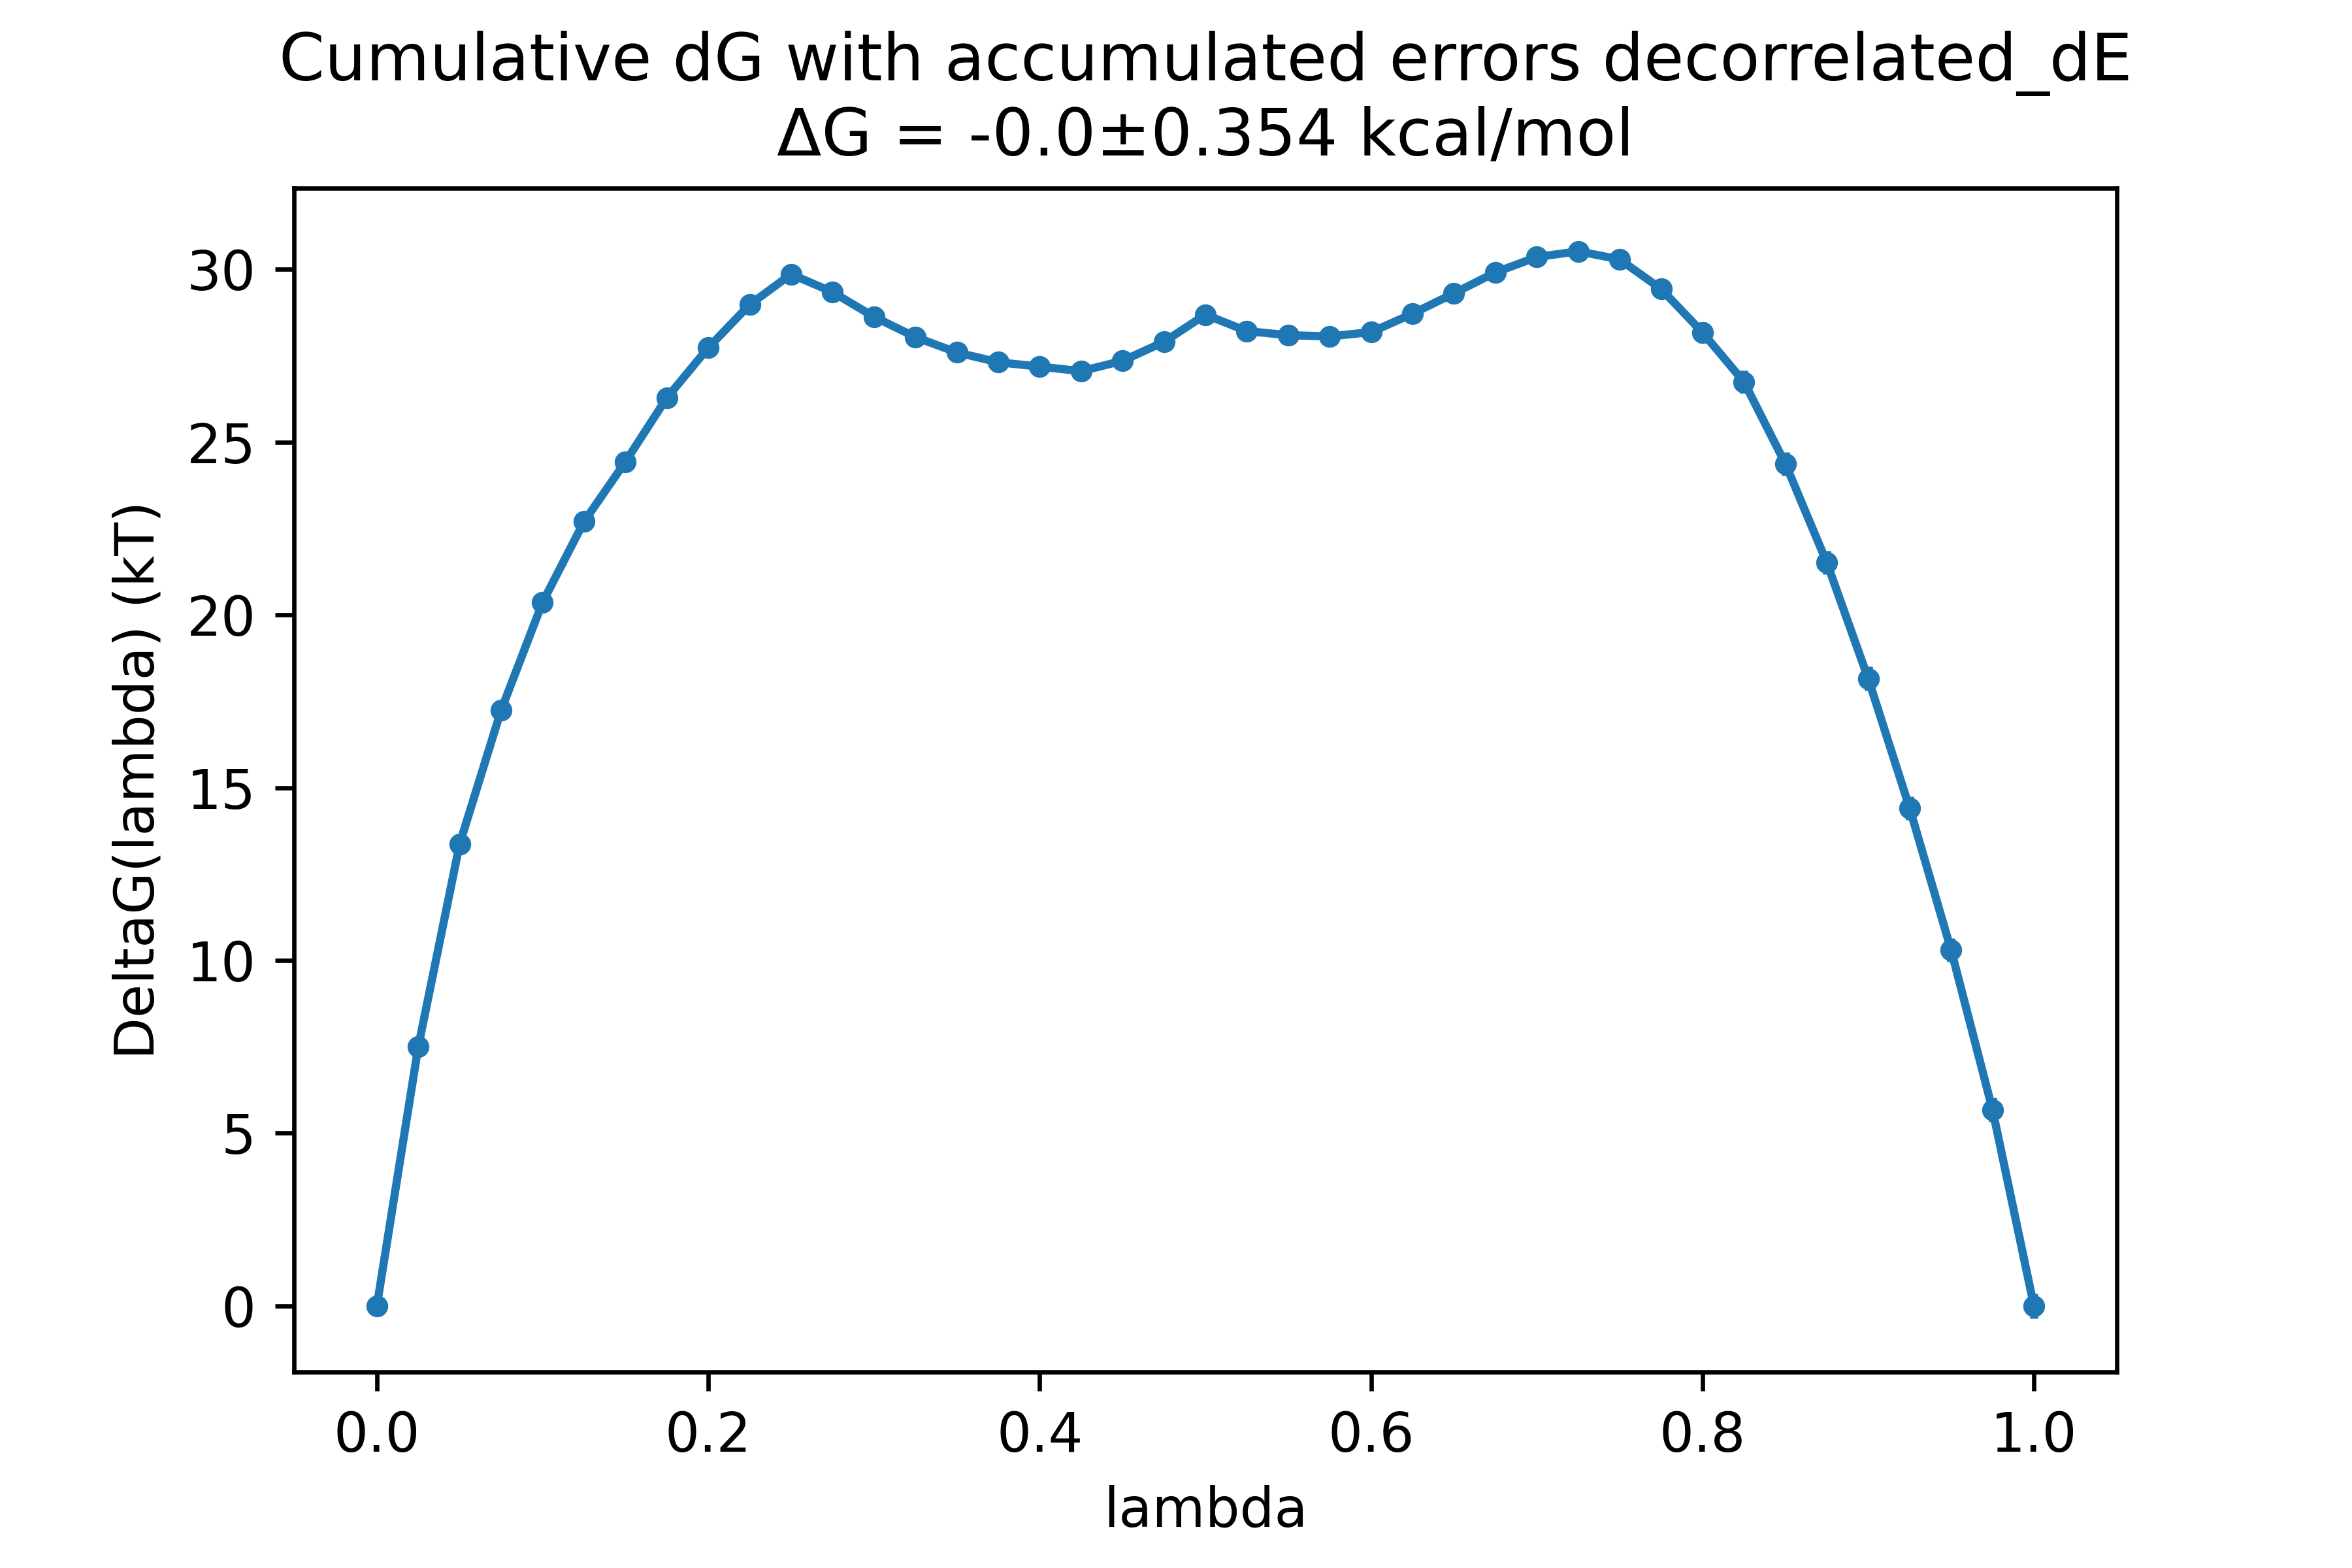 Cumulative dG with accumulated errors decorrelated_dE
ΔG = -0.0±0.354 kcal/mol
DeltaG(lambda) (kT)
30
25
20
15
10
5
0
0.0 0.2 0.4 0.6 0.8 1.0
lambda